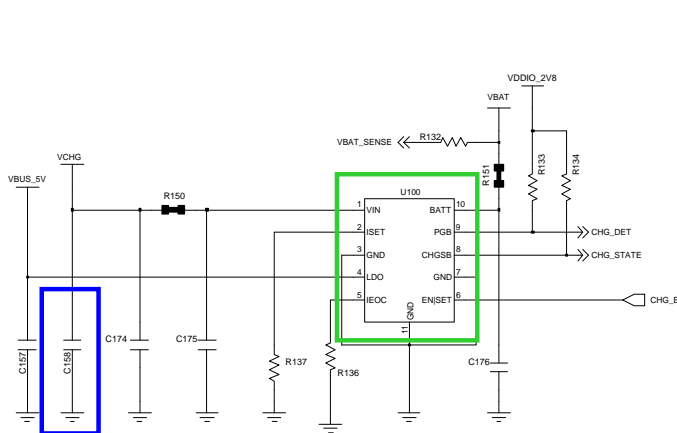 VDDIO_2V8
VBAT
VBAT_SENSE
R132
VCHG
R151
R133
R134
VBUS_5V
R150
U100
1 VIN BATT 10
2 ISET PGB 9
CHG_DET
3 GND CHGSB 8
CHG_STATE
4 LDO GND 7
5 IEOC EN|SET 6
CHG_E
GND
11
C157
C158
C174
C175
R137
R136
C176